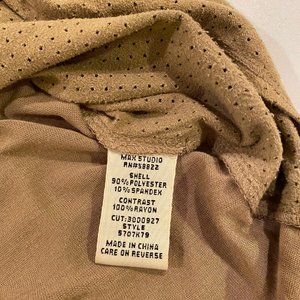 MAX STUDIO
RN#58822
SHELL
90% POLYESTER
10% SPANDEX
CONTRAST
100% RAYON
CUT: 3000927
STYLE
5707K79
MADE IN CHINA
CARE ON REVERSE